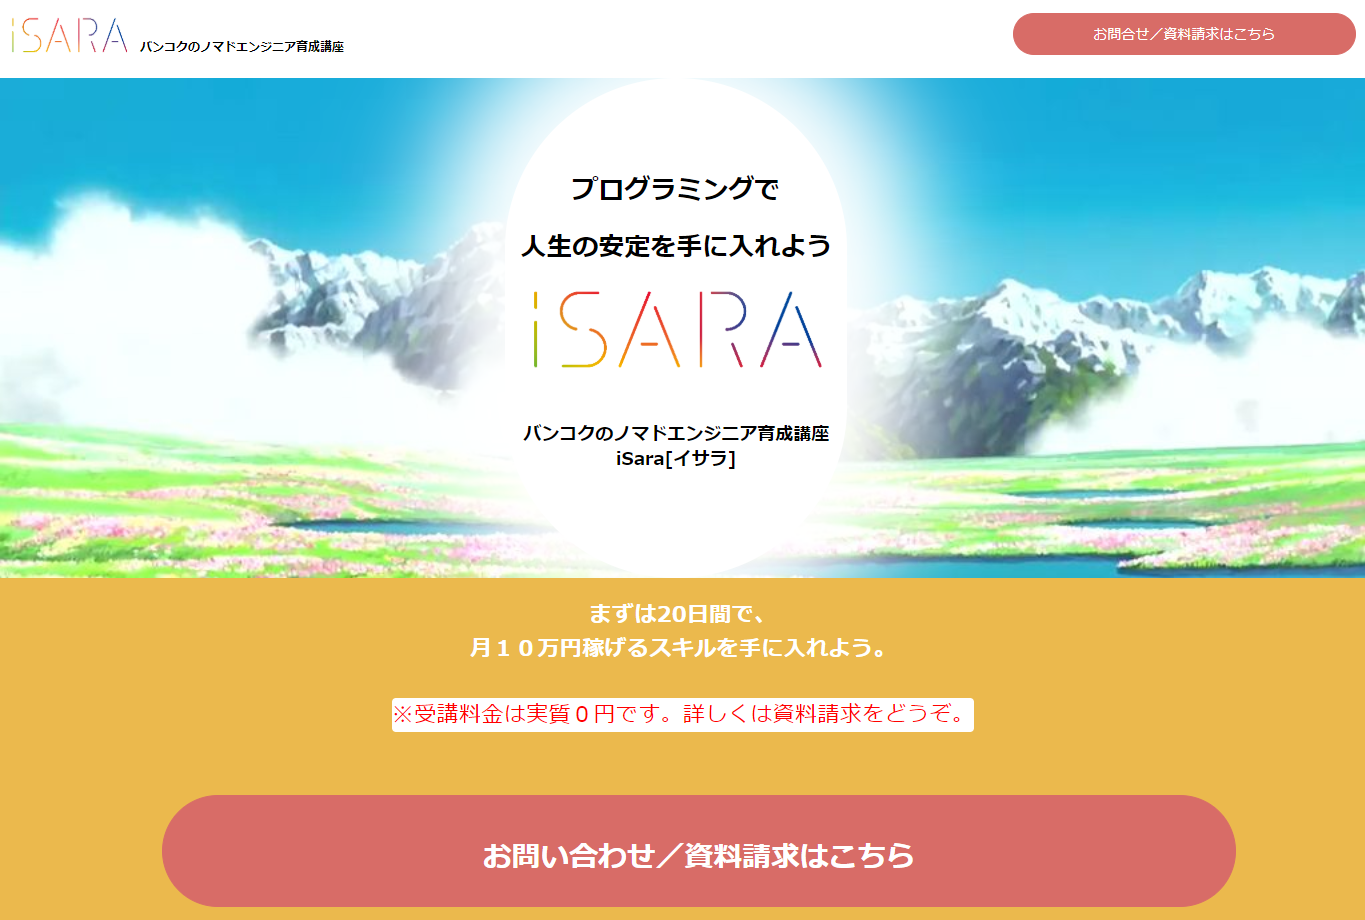 iSARA バンコクのノマドエンジニア育成講座
お問合せ／資料請求はこちら
プログラミングで
人生の安定を手に入れよう
iSARA
バンコクのノマドエンジニア育成講座
iSara[イサラ]
まずは20日間で、
月１０万円稼げるスキルを手に入れよう。
※受講料金は実質０円です。詳しくは資料請求をどうぞ。
お問い合わせ／資料請求はこちら